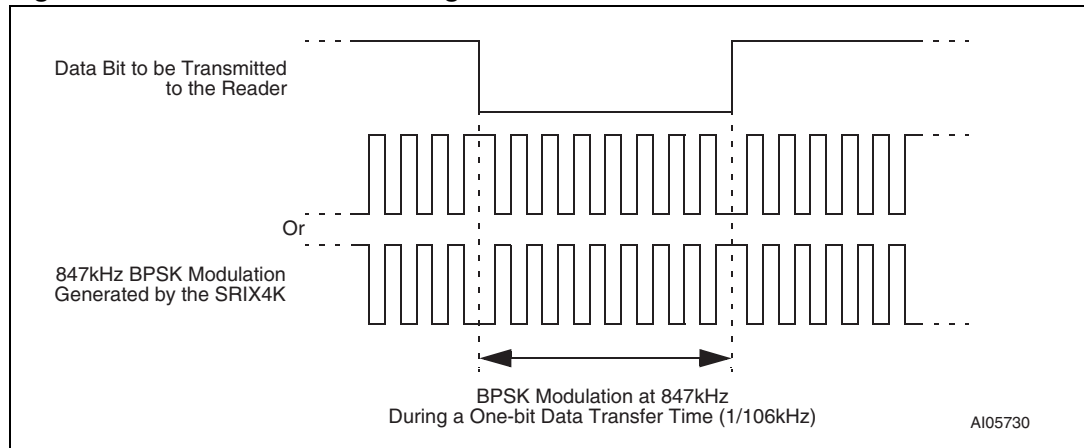 Data Bit to be Transmitted
to the Reader
Or
847kHz BPSK Modulation
Generated by the SRIX4K
BPSK Modulation at 847kHz
During a One-bit Data Transfer Time (1/106kHz)
AI05730